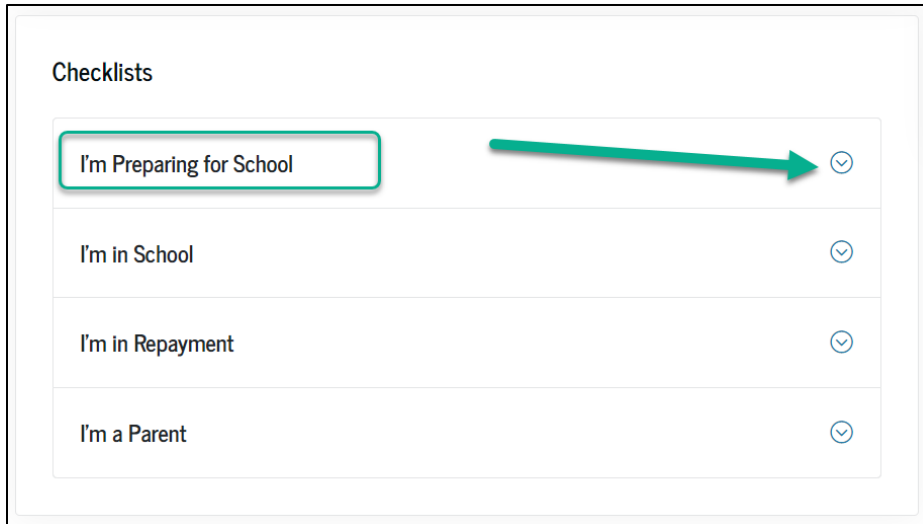 Checklists
I'm Preparing for School
I'm in School
I'm in Repayment
I'm a Parent